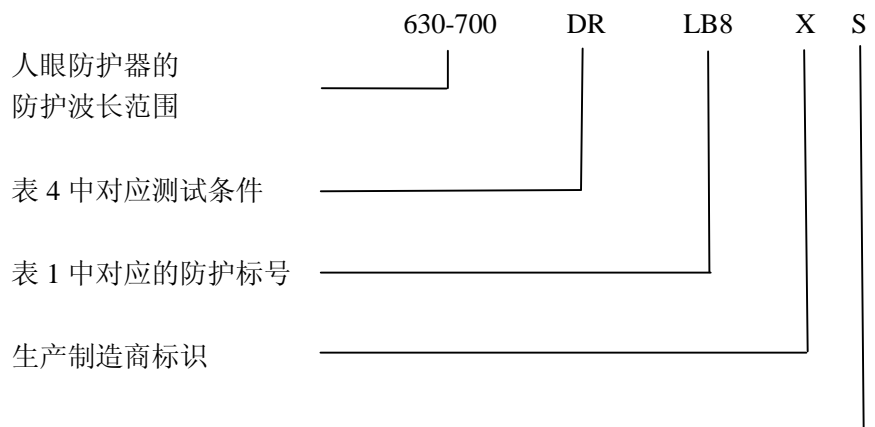 630-700 DR LB8 X S
人眼防护器的
防护波长范围
表 4 中对应测试条件
表 1 中对应的防护标号
生产制造商标识